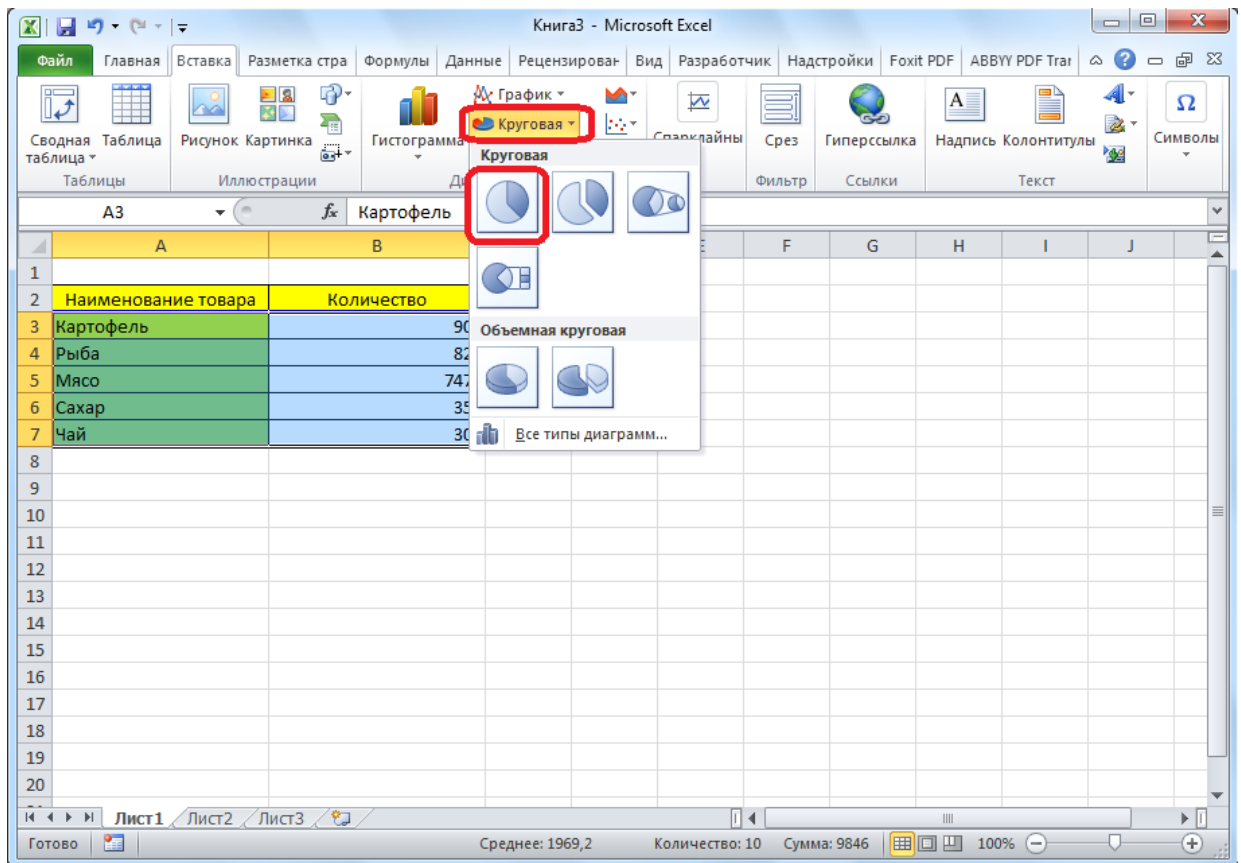 Книга3 - Microsoft Excel
Файл Главная Вставка Разметка стра Формулы Данные Рецензирован Вид Разработчик Надстройки Foxit PDF ABBYY PDF Trar
График
Круговая
Сводная таблица Таблица Рисунок Картинка Гистограмма Спарклайны Срез Гиперссылка Надпись Колонтитулы Символы
Таблицы Иллюстрации Ди Фильтр Ссылки Текст
Круговая
Объемная круговая
Все типы диаграмм...
A3 fx Картофель
A B E F G H I J
1
2 Наименование товара Количество
3 Картофель 90
4 Рыба 82
5 Мясо 747
6 Сахар 35
7 Чай 30
8
9
10
11
12
13
14
15
16
17
18
19
20
Лист1 Лист2 Лист3
Готово Среднее: 1969,2 Количество: 10 Сумма: 9846 100%